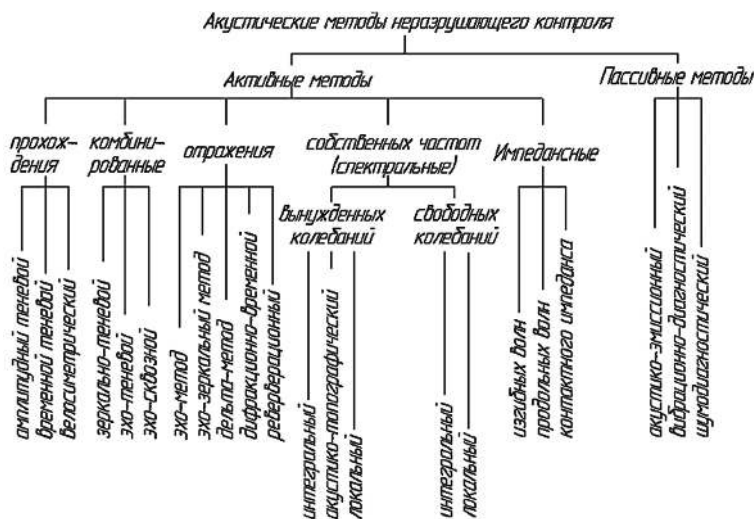 Акустические методы неразрушающего контроля
Активные методы
Пассивные методы
прохож-
дения
комбини-
рованные
отражения
собственных частот
(спектральные)
Импедансные
вынужденных
колебаний
свободных
колебаний
амплитудный теневой
временной теневой
велосиметрический
зеркально-теневой
эхо-теневой
эхо-сквозной
эхо-метод
эхо-зеркальный метод
дельта-метод
дифракционно-временной
реверберационный
интегральный
акустико-топографический
локальный
интегральный
локальный
изгибных волн
продольных волн
контактного импеданса
акустико-эмиссионный
вибрационно-диагностический
шумодиагностический